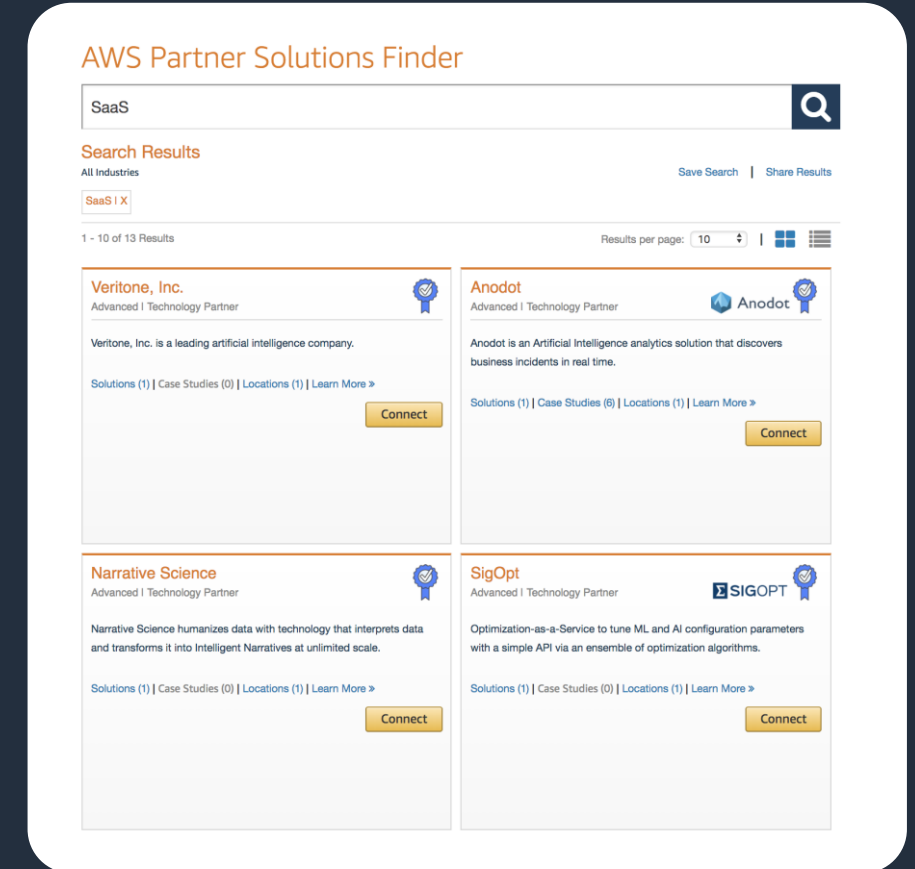 AWS Partner Solutions Finder
SaaS
Search Results
All Industries
Save Search | Share Results
SaaS | X
1 - 10 of 13 Results
Results per page: 10 |
Veritone, Inc.
Advanced | Technology Partner
Veritone, Inc. is a leading artificial intelligence company.
Solutions (1) | Case Studies (0) | Locations (1) | Learn More »
Connect
Anodot
Advanced | Technology Partner
Anodot
Anodot is an Artificial Intelligence analytics solution that discovers
business incidents in real time.
Solutions (1) | Case Studies (6) | Locations (1) | Learn More »
Connect
Narrative Science
Advanced | Technology Partner
Narrative Science humanizes data with technology that interprets data
and transforms it into Intelligent Narratives at unlimited scale.
Solutions (1) | Case Studies (0) | Locations (1) | Learn More »
Connect
SigOpt
Advanced | Technology Partner
SIGOPT
Optimization-as-a-Service to tune ML and AI configuration parameters
with a simple API via an ensemble of optimization algorithms.
Solutions (1) | Case Studies (0) | Locations (1) | Learn More »
Connect